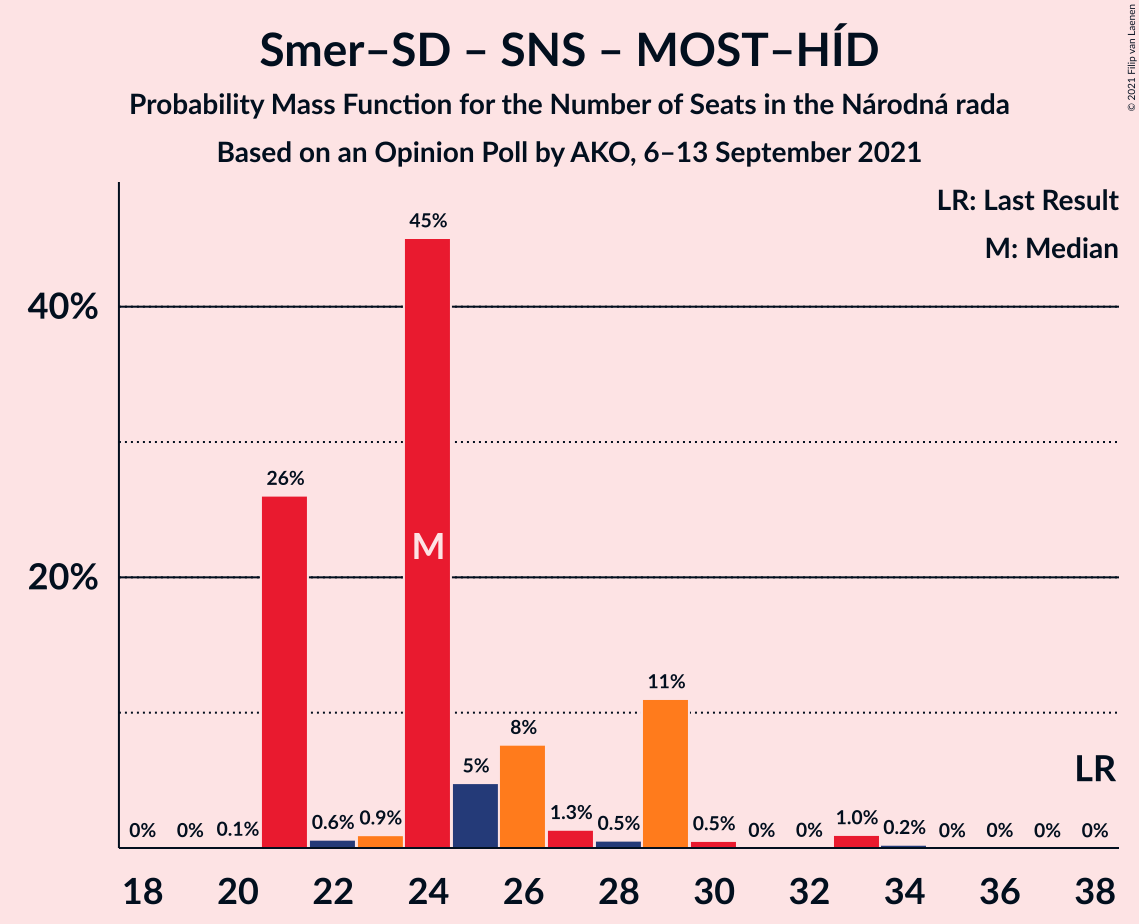 Smer–SD – SNS – MOST–HÍD
Probability Mass Function for the Number of Seats in the Národná rada
Based on an Opinion Poll by AKO, 6–13 September 2021
© 2021 Filip van Laenen
LR: Last Result
M: Median
40%
20%
0% 0% 0.1% 26% 0.6% 0.9% 45% 5% 8% 1.3% 0.5% 11% 0.5% 0% 0% 1.0% 0.2% 0% 0% 0% 0%
M
LR
18 20 22 24 26 28 30 32 34 36 38